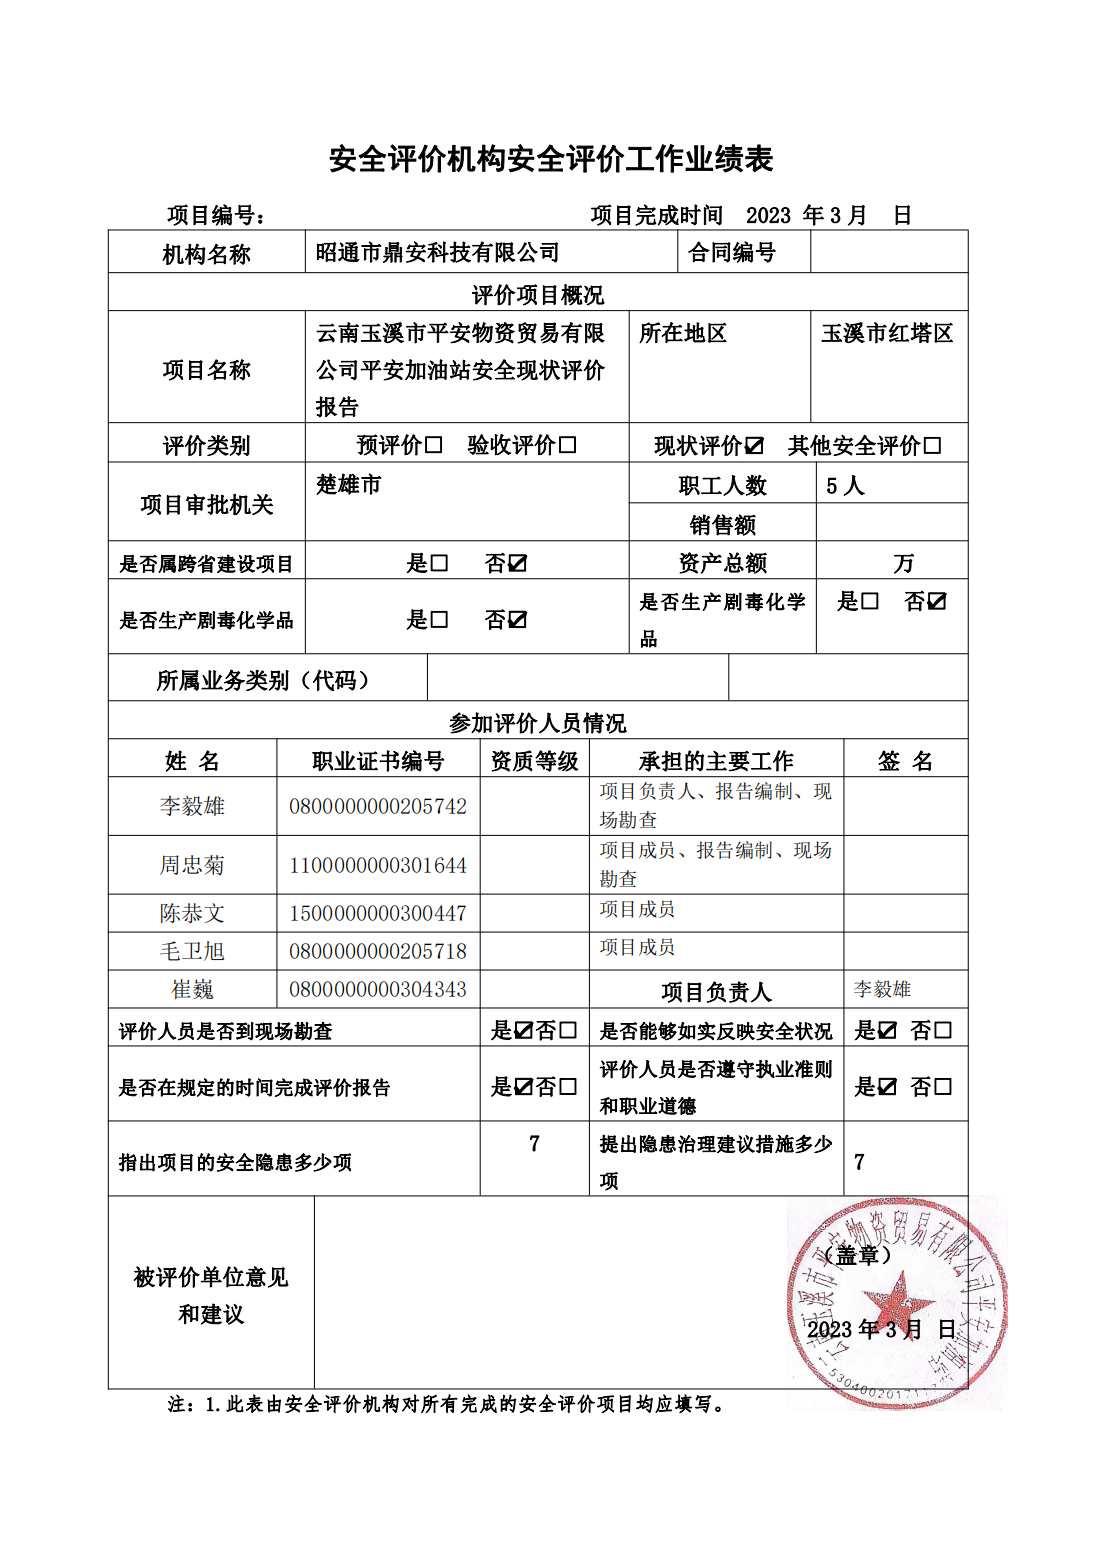 安全评价机构安全评价工作业绩表
项目编号： 项目完成时间 2023 年 3 月 日
机构名称 昭通市鼎安科技有限公司 合同编号
评价项目概况
项目名称 云南玉溪市平安物资贸易有限 所在地区 玉溪市红塔区
公司平安加油站安全现状评价
报告
评价类别 预评价☐ 验收评价☐ 现状评价☑ 其他安全评价☐
项目审批机关 楚雄市 职工人数 5 人
销售额
是否属跨省建设项目 是☐ 否☑ 资产总额 万
是否生产剧毒化学品 是☐ 否☑ 是否生产剧毒化学 是☐ 否☑
品
所属业务类别（代码）
参加评价人员情况
姓 名 职业证书编号 资质等级 承担的主要工作 签 名
李毅雄 0800000000205742 项目负责人、报告编制、现
场勘查
周忠菊 1100000000301644 项目成员、报告编制、现场
勘查
陈恭文 1500000000300447 项目成员
毛卫旭 0800000000205718 项目成员
崔巍 0800000000304343 项目负责人 李毅雄
评价人员是否到现场勘查 是☑否☐ 是否能够如实反映安全状况 是☑ 否☐
是否在规定的时间完成评价报告 是☑否☐ 评价人员是否遵守执业准则 是☑ 否☐
和职业道德
指出项目的安全隐患多少项 7 提出隐患治理建议措施多少 7
项
被评价单位意见
和建议
（盖章）
2023 年 3 月 日
云南玉溪市平安物资贸易有限公司平安加油站
注：1.此表由安全评价机构对所有完成的安全评价项目均应填写。